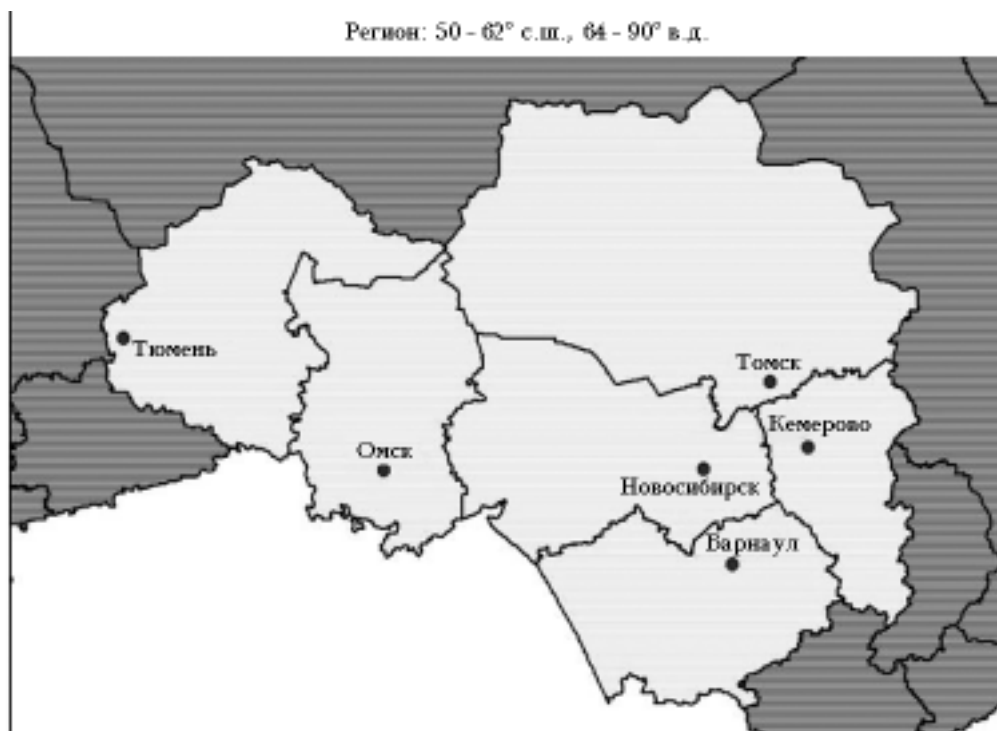 Регион: 50 - 62° с.ш., 64 - 90° в.д.
Тюмень
Томск
Кемерово
Омск
Новосибирск
Барнаул